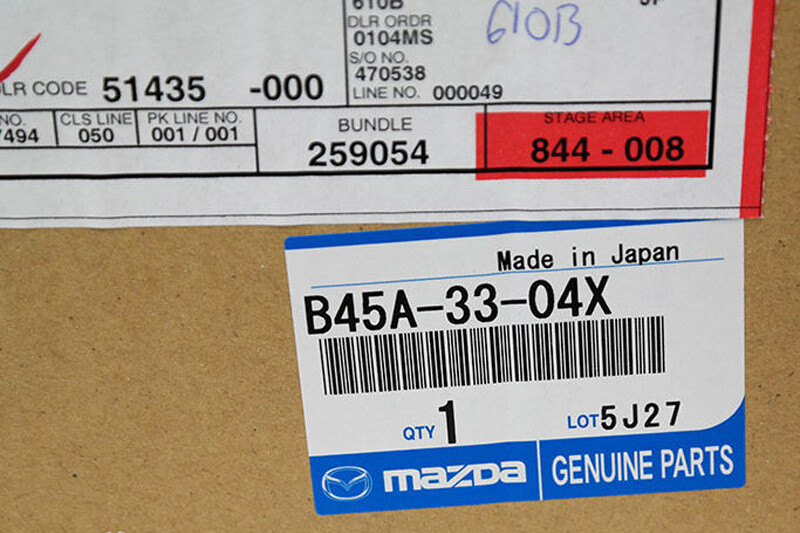 610B
DLR ORDR
0104MS
610B
S/O NO.
470538
DLR CODE 51435 -000
LINE NO. 000049
NO.
7494
CLS LINE
050
PK LINE NO.
001 / 001
BUNDLE
259054
STAGE AREA
844 - 008
Made in Japan
B45A-33-04X
QTY 1
LOT 5J27
mazda
GENUINE PARTS